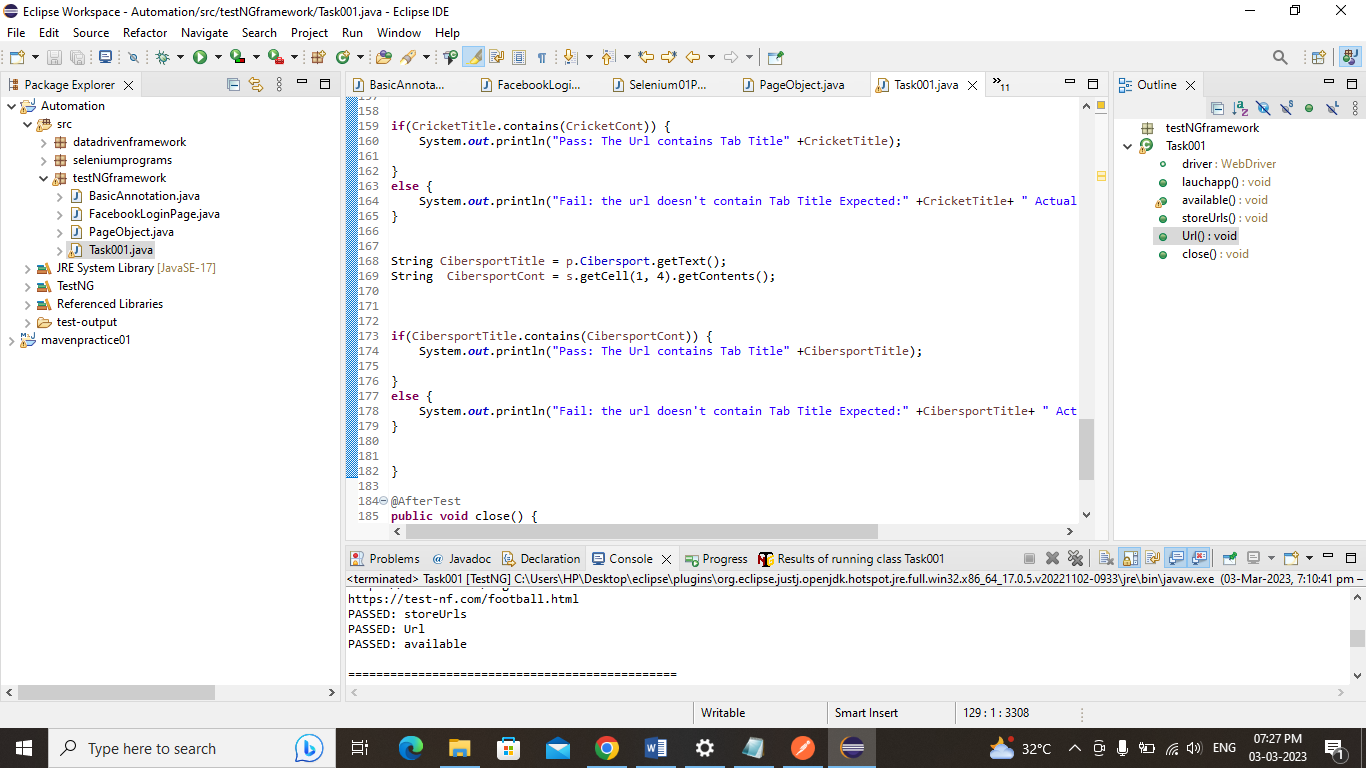 Eclipse Workspace - Automation/src/testNGframework/Task001.java - Eclipse IDE
File Edit Source Refactor Navigate Search Project Run Window Help
Package Explorer
Automation
src
datadrivenframework
seleniumprograms
testNGframework
BasicAnnotation.java
FacebookLoginPage.java
PageObject.java
Task001.java
JRE System Library [JavaSE-17]
TestNG
Referenced Libraries
test-output
mavenpractice01
BasicAnnota... FacebookLogi... Selenium01P... PageObject.java Task001.java »11
158
159 if(CricketTitle.contains(CricketCont)) {
160 System.out.println("Pass: The Url contains Tab Title" +CricketTitle);
161
162 }
163 else {
164 System.out.println("Fail: the url doesn't contain Tab Title Expected:" +CricketTitle+ " Actual
165 }
166
167
168 String CibersportTitle = p.Cibersport.getText();
169 String CibersportCont = s.getCell(1, 4).getContents();
170
171
172
173 if(CibersportTitle.contains(CibersportCont)) {
174 System.out.println("Pass: The Url contains Tab Title" +CibersportTitle);
175
176 }
177 else {
178 System.out.println("Fail: the url doesn't contain Tab Title Expected:" +CibersportTitle+ " Act
179 }
180
181
182 }
183
184 @AfterTest
185 public void close() {
Outline
testNGframework
Task001
driver : WebDriver
lauchapp() : void
available() : void
storeUrls() : void
Url() : void
close() : void
Problems Javadoc Declaration Console Progress Results of running class Task001
<terminated> Task001 [TestNG] C:\Users\HP\Desktop\eclipse\plugins\org.eclipse.justj.openjdk.hotspot.jre.full.win32.x86_64_17.0.5.v20221102-0933\jre\bin\javaw.exe (03-Mar-2023, 7:10:41 pm –
https://test-nf.com/football.html
PASSED: storeUrls
PASSED: Url
PASSED: available
===============================================
Writable Smart Insert 129 : 1 : 3308
Type here to search
32°C ENG 07:27 PM
03-03-2023
1